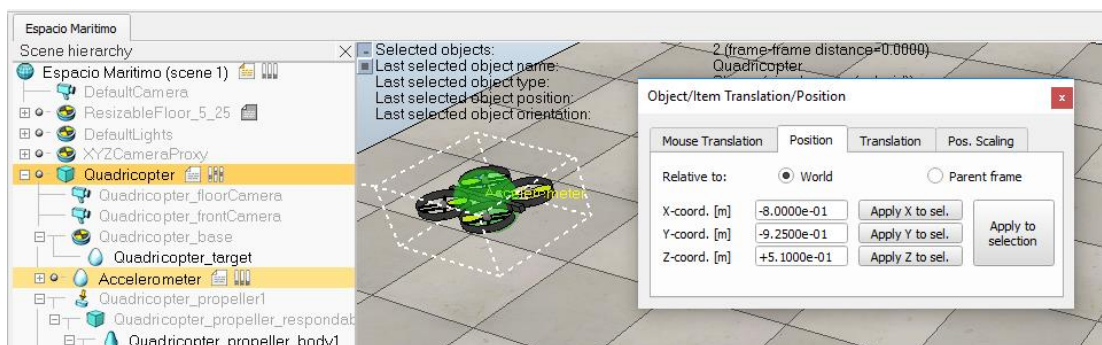 Espacio Maritimo
Scene hierarchy
Espacio Maritimo (scene 1)
DefaultCamera
ResizableFloor_5_25
DefaultLights
XYZCameraProxy
Quadricopter
Quadricopter_floorCamera
Quadricopter_frontCamera
Quadricopter_base
Quadricopter_target
Accelerometer
Quadricopter_propeller1
Quadricopter_propeller_respondab
Quadricopter_propeller_body1
Selected objects: 2 (frame-frame distance=0.0000)
Last selected object name: Quadricopter
Last selected object type:
Last selected object position:
Last selected object orientation:
Accelerometer
Object/Item Translation/Position
x
Mouse Translation Position Translation Pos. Scaling
Relative to: World Parent frame
X-coord. [m] -8.0000e-01 Apply X to sel.
Y-coord. [m] -9.2500e-01 Apply Y to sel.
Z-coord. [m] +5.1000e-01 Apply Z to sel.
Apply to
selection